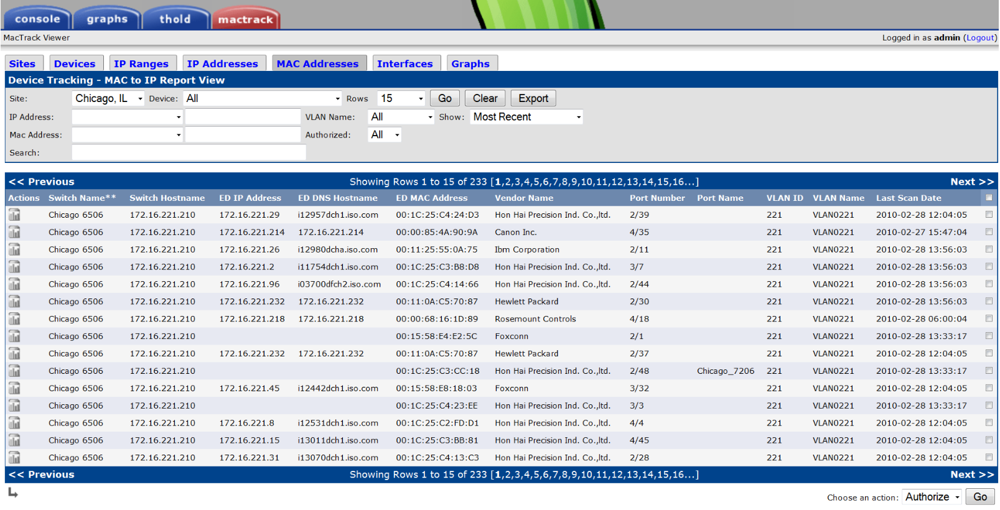 console graphs thold mactrack
MacTrack Viewer Logged in as admin (Logout)
Sites Devices IP Ranges IP Addresses MAC Addresses Interfaces Graphs
Device Tracking - MAC to IP Report View
Site: Chicago, IL Device: All Rows 15 Go Clear Export
IP Address: VLAN Name: All Show: Most Recent
Mac Address: Authorized: All
Search:
<< Previous Showing Rows 1 to 15 of 233 [1,2,3,4,5,6,7,8,9,10,11,12,13,14,15,16...] Next >>
Actions Switch Name** Switch Hostname ED IP Address ED DNS Hostname ED MAC Address Vendor Name Port Number Port Name VLAN ID VLAN Name Last Scan Date
Chicago 6506 172.16.221.210 172.16.221.29 i12957dch1.iso.com 00:1C:25:C4:24:D3 Hon Hai Precision Ind. Co.,ltd. 2/39 221 VLAN0221 2010-02-28 12:04:05
Chicago 6506 172.16.221.210 172.16.221.214 172.16.221.214 00:00:85:4A:90:9A Canon Inc. 4/35 221 VLAN0221 2010-02-27 15:47:04
Chicago 6506 172.16.221.210 172.16.221.26 i12980dcha.iso.com 00:11:25:55:0A:75 Ibm Corporation 2/11 221 VLAN0221 2010-02-28 13:56:03
Chicago 6506 172.16.221.210 172.16.221.2 i11754dch1.iso.com 00:1C:25:C3:B8:D8 Hon Hai Precision Ind. Co.,ltd. 3/7 221 VLAN0221 2010-02-28 13:56:03
Chicago 6506 172.16.221.210 172.16.221.96 i03700dfch2.iso.com 00:1C:25:C4:14:66 Hon Hai Precision Ind. Co.,ltd. 2/44 221 VLAN0221 2010-02-28 13:56:03
Chicago 6506 172.16.221.210 172.16.221.232 172.16.221.232 00:11:0A:C5:70:87 Hewlett Packard 2/30 221 VLAN0221 2010-02-28 13:56:03
Chicago 6506 172.16.221.210 172.16.221.218 172.16.221.218 00:00:68:16:1D:89 Rosemount Controls 4/18 221 VLAN0221 2010-02-28 06:00:04
Chicago 6506 172.16.221.210 00:15:58:E4:E2:5C Foxconn 2/1 221 VLAN0221 2010-02-28 13:33:17
Chicago 6506 172.16.221.210 172.16.221.232 172.16.221.232 00:11:0A:C5:70:87 Hewlett Packard 2/37 221 VLAN0221 2010-02-28 12:04:05
Chicago 6506 172.16.221.210 00:1C:25:C3:CC:18 Hon Hai Precision Ind. Co.,ltd. 2/48 Chicago_7206 221 VLAN0221 2010-02-28 13:33:17
Chicago 6506 172.16.221.210 172.16.221.45 i12442dch1.iso.com 00:15:58:E8:18:03 Foxconn 3/32 221 VLAN0221 2010-02-28 12:04:05
Chicago 6506 172.16.221.210 00:1C:25:C4:23:EE Hon Hai Precision Ind. Co.,ltd. 3/3 221 VLAN0221 2010-02-28 13:33:17
Chicago 6506 172.16.221.210 172.16.221.8 i12531dch1.iso.com 00:1C:25:C2:FD:D1 Hon Hai Precision Ind. Co.,ltd. 4/4 221 VLAN0221 2010-02-28 12:04:05
Chicago 6506 172.16.221.210 172.16.221.15 i13011dch1.iso.com 00:1C:25:C3:BB:81 Hon Hai Precision Ind. Co.,ltd. 4/45 221 VLAN0221 2010-02-28 12:04:05
Chicago 6506 172.16.221.210 172.16.221.31 i13070dch1.iso.com 00:1C:25:C4:13:C3 Hon Hai Precision Ind. Co.,ltd. 2/28 221 VLAN0221 2010-02-28 12:04:05
<< Previous Showing Rows 1 to 15 of 233 [1,2,3,4,5,6,7,8,9,10,11,12,13,14,15,16...] Next >>
Choose an action: Authorize Go